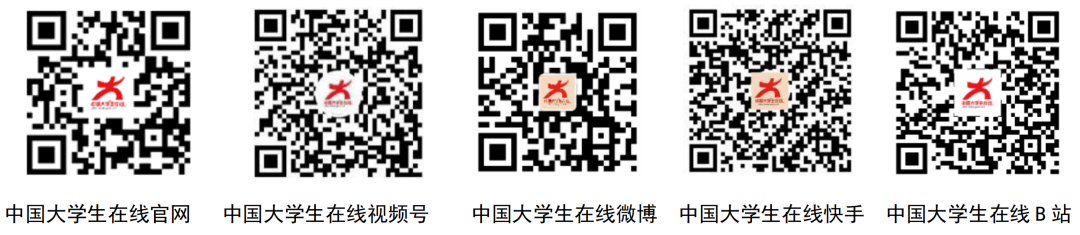 中国大学生在线官网
中国大学生在线视频号
中国大学生在线微博
中国大学生在线快手
中国大学生在线 B 站